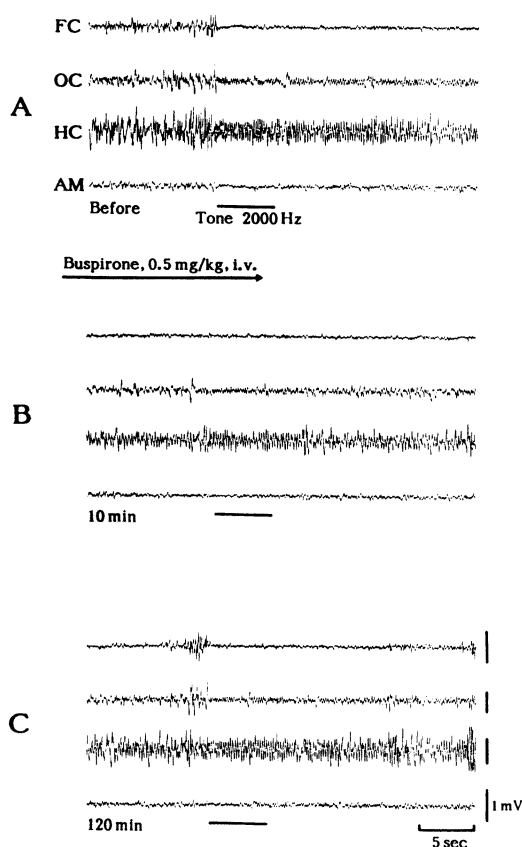 FC
OC
A
HC
AM
Before
Tone 2000 Hz
Buspirone, 0.5 mg/kg, i.v.
B
10 min
C
120 min
1 mV
5 sec